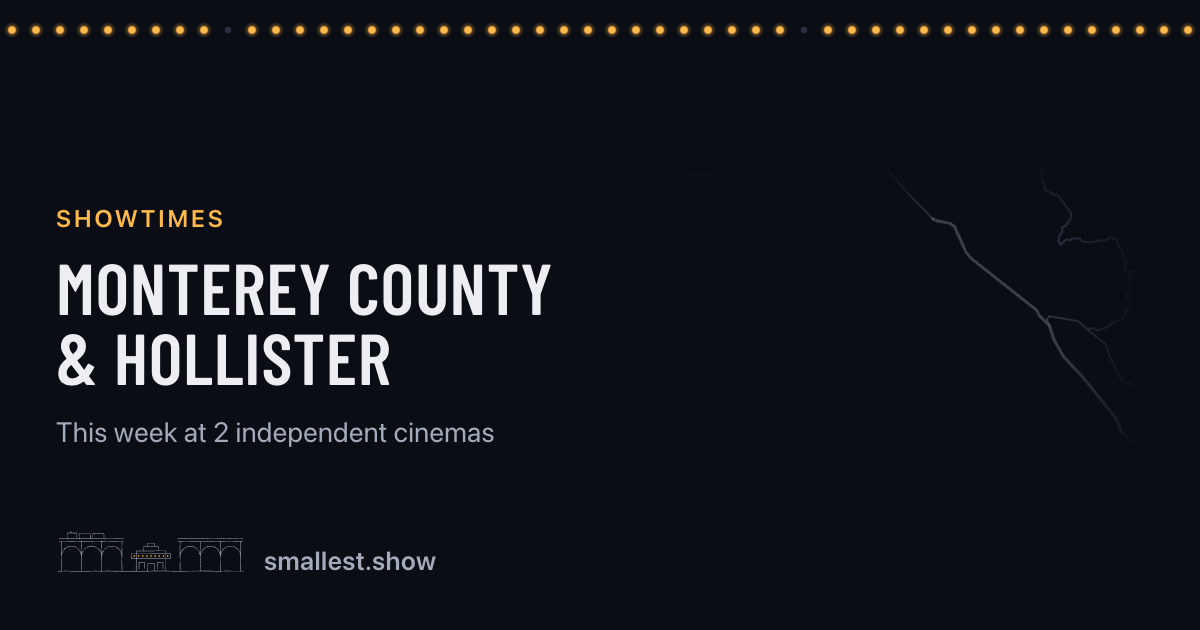 SHOWTIMES
MONTEREY COUNTY
& HOLLISTER
This week at 2 independent cinemas
smallest.show